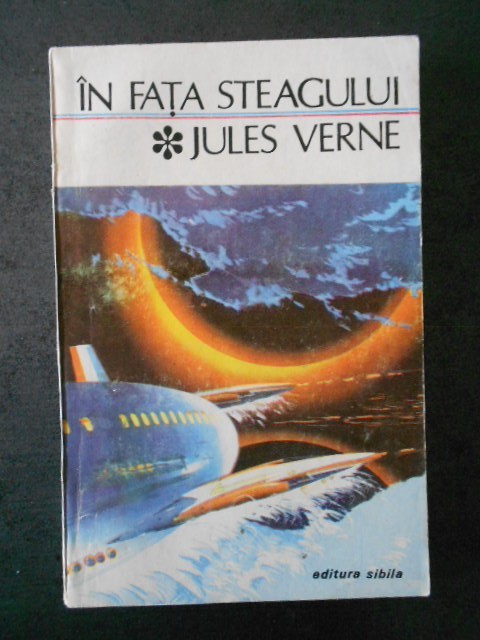 ÎN FAȚA STEAGULUI
* JULES VERNE
editura sibila